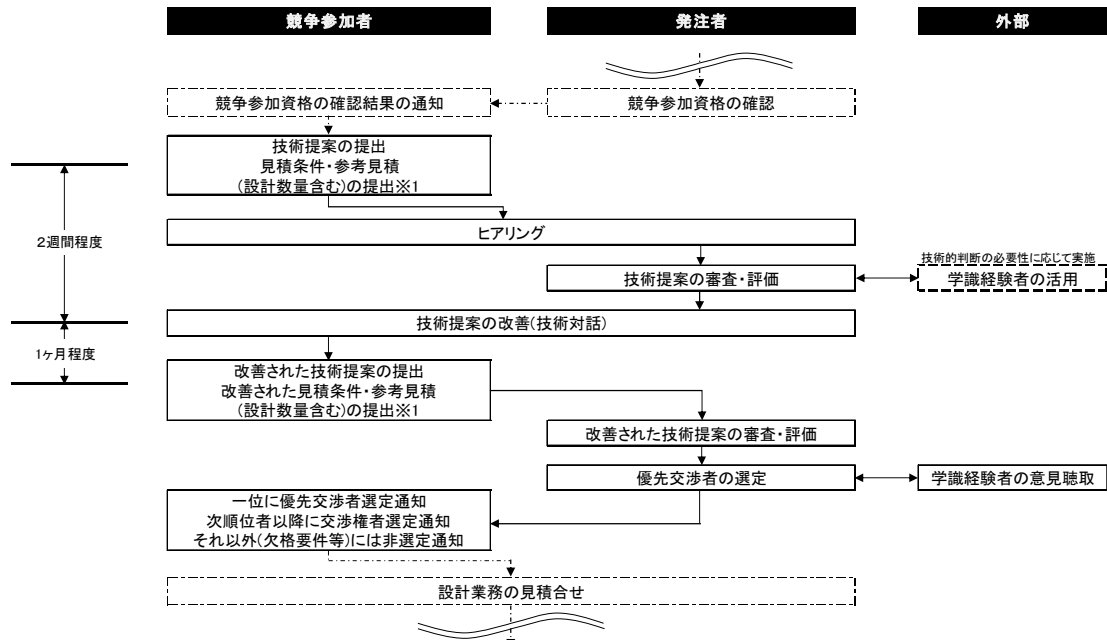 競争参加者
発注者
外部
競争参加資格の確認結果の通知
競争参加資格の確認
技術提案の提出
見積条件・参考見積
(設計数量含む)の提出※1
2週間程度
ヒアリング
技術的判断の必要性に応じて実施
技術提案の審査・評価
学識経験者の活用
技術提案の改善(技術対話)
1ヶ月程度
改善された技術提案の提出
改善された見積条件・参考見積
(設計数量含む)の提出※1
改善された技術提案の審査・評価
優先交渉者の選定
学識経験者の意見聴取
一位に優先交渉者選定通知
次順位者以降に交渉権者選定通知
それ以外(欠格要件等)には非選定通知
設計業務の見積合せ